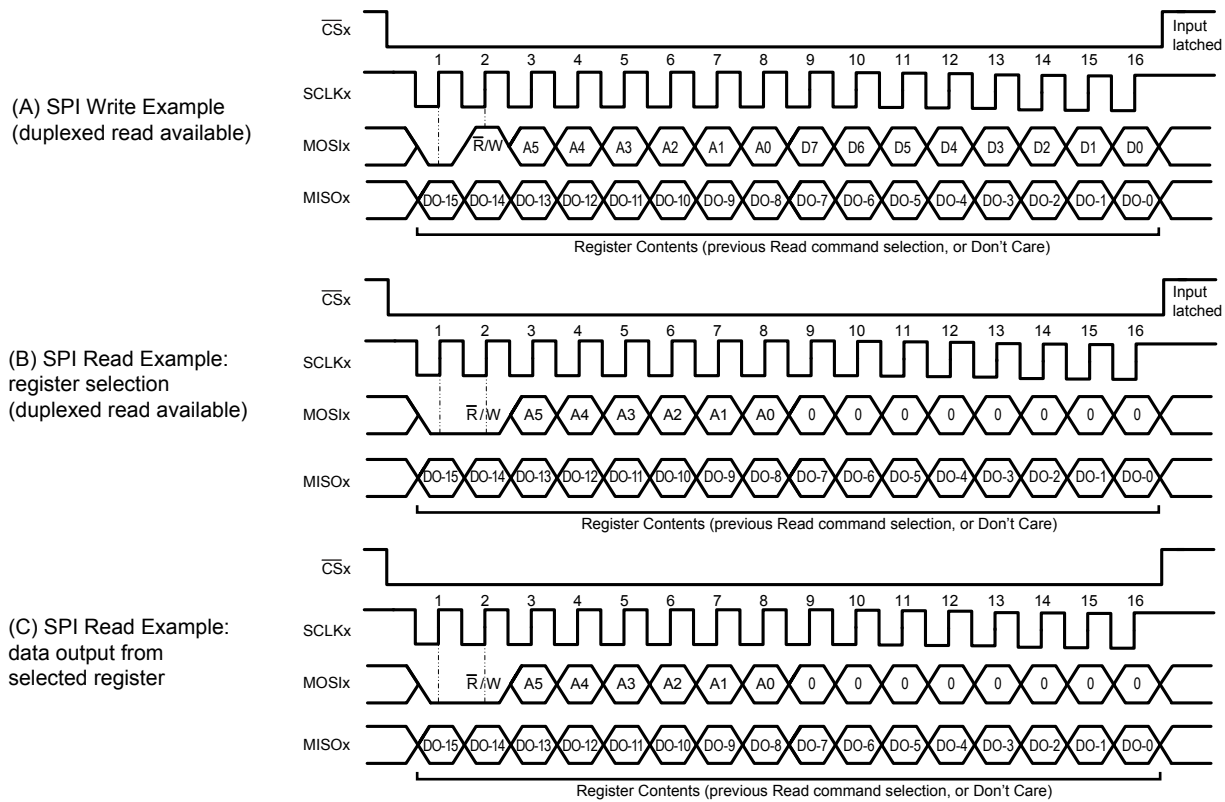 (A) SPI Write Example
(duplexed read available)
CSx
Input
latched
1 2 3 4 5 6 7 8 9 10 11 12 13 14 15 16
SCLKx
MOSIx R/W A5 A4 A3 A2 A1 A0 D7 D6 D5 D4 D3 D2 D1 D0
MISOx DO-15 DO-14 DO-13 DO-12 DO-11 DO-10 DO-9 DO-8 DO-7 DO-6 DO-5 DO-4 DO-3 DO-2 DO-1 DO-0
Register Contents (previous Read command selection, or Don't Care)
(B) SPI Read Example:
register selection
(duplexed read available)
CSx
Input
latched
1 2 3 4 5 6 7 8 9 10 11 12 13 14 15 16
SCLKx
MOSIx R/W A5 A4 A3 A2 A1 A0 0 0 0 0 0 0 0 0
MISOx DO-15 DO-14 DO-13 DO-12 DO-11 DO-10 DO-9 DO-8 DO-7 DO-6 DO-5 DO-4 DO-3 DO-2 DO-1 DO-0
Register Contents (previous Read command selection, or Don't Care)
(C) SPI Read Example:
data output from
selected register
CSx
1 2 3 4 5 6 7 8 9 10 11 12 13 14 15 16
SCLKx
MOSIx R/W A5 A4 A3 A2 A1 A0 0 0 0 0 0 0 0 0
MISOx DO-15 DO-14 DO-13 DO-12 DO-11 DO-10 DO-9 DO-8 DO-7 DO-6 DO-5 DO-4 DO-3 DO-2 DO-1 DO-0
Register Contents (previous Read command selection, or Don't Care)